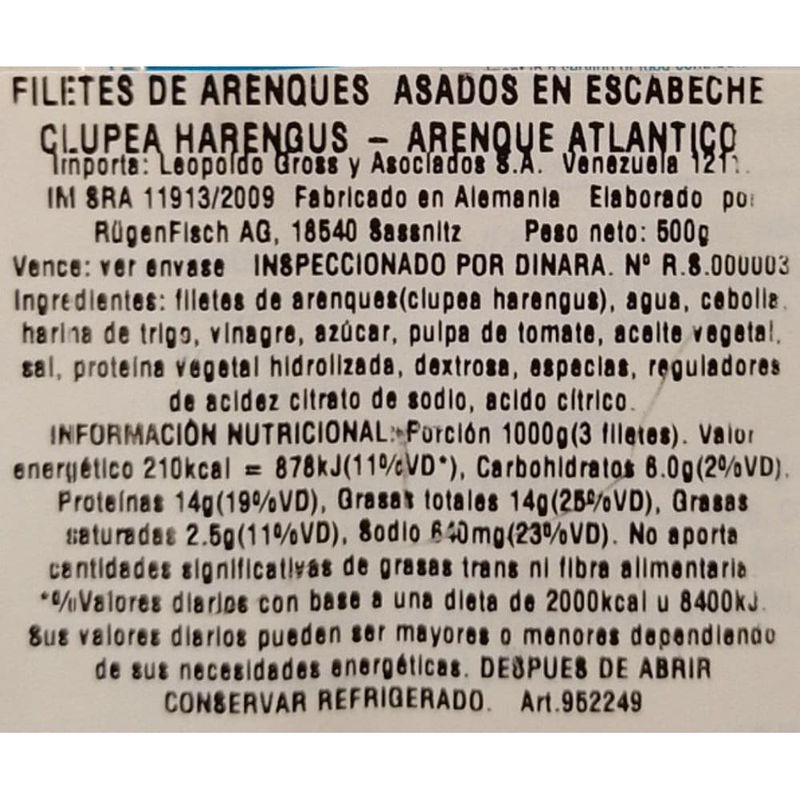 FILETES DE ARENQUES ASADOS EN ESCABECHE
CLUPEA HARENGUS - ARENQUE ATLANTICO
Importa: Leopoldo Gross y Asociados S.A. Venezuela 1211.
IM SRA 11913/2009 Fabricado en Alemania Elaborado por
RügenFisch AG, 18540 Sassnitz Peso neto: 500g
Vence: ver envase INSPECCIONADO POR DINARA. Nº R.S.000003
Ingredientes: filetes de arenques(clupea harengus), agua, cebolla,
harina de trigo, vinagre, azúcar, pulpa de tomate, aceite vegetal,
sal, proteína vegetal hidrolizada, dextrosa, especias, reguladores
de acidez citrato de sodio, acido cítrico.
INFORMACIÓN NUTRICIONAL: Porción 1000g(3 filetes). Valor
energético 210kcal = 878kJ(11%VD*), Carbohidratos 6.0g(2%VD),
Proteínas 14g(19%VD), Grasas totales 14g(25%VD), Grasas
saturadas 2.5g(11%VD), Sodio 640mg(23%VD). No aporta
cantidades significativas de grasas trans ni fibra alimentaria
*%Valores diarios con base a una dieta de 2000kcal u 8400kJ.
Sus valores diarios pueden ser mayores o menores dependiendo
de sus necesidades energéticas. DESPUES DE ABRIR
CONSERVAR REFRIGERADO. Art.952249